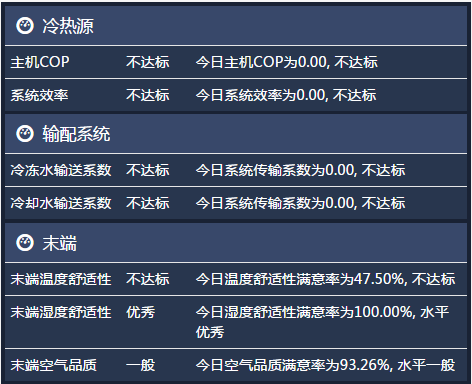 冷热源
主机COP 不达标 今日主机COP为0.00, 不达标
系统效率 不达标 今日系统效率为0.00, 不达标
输配系统
冷冻水输送系数 不达标 今日系统传输系数为0.00, 不达标
冷却水输送系数 不达标 今日系统传输系数为0.00, 不达标
末端
末端温度舒适性 不达标 今日温度舒适性满意率为47.50%, 不达标
末端湿度舒适性 优秀 今日湿度舒适性满意率为100.00%, 水平
优秀
末端空气品质 一般 今日空气品质满意率为93.26%, 水平一般